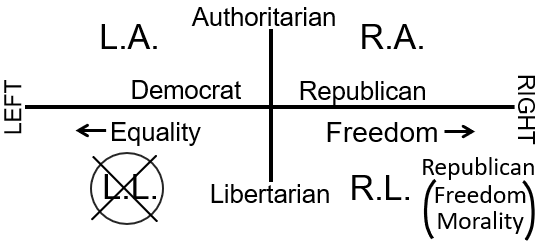 Authoritarian
L.A.
R.A.
Democrat
Republican
LEFT
RIGHT
←Equality
Freedom→
L.L.
Libertarian
R.L.
Republican
(Freedom
Morality)